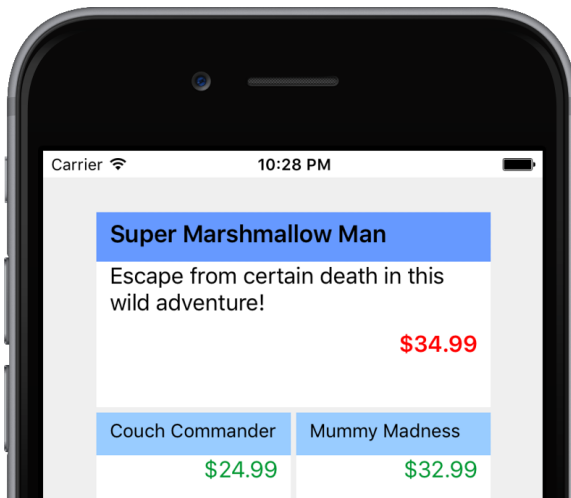 Carrier
10:28 PM
Super Marshmallow Man
Escape from certain death in this
wild adventure!
$34.99
Couch Commander
Mummy Madness
$24.99
$32.99